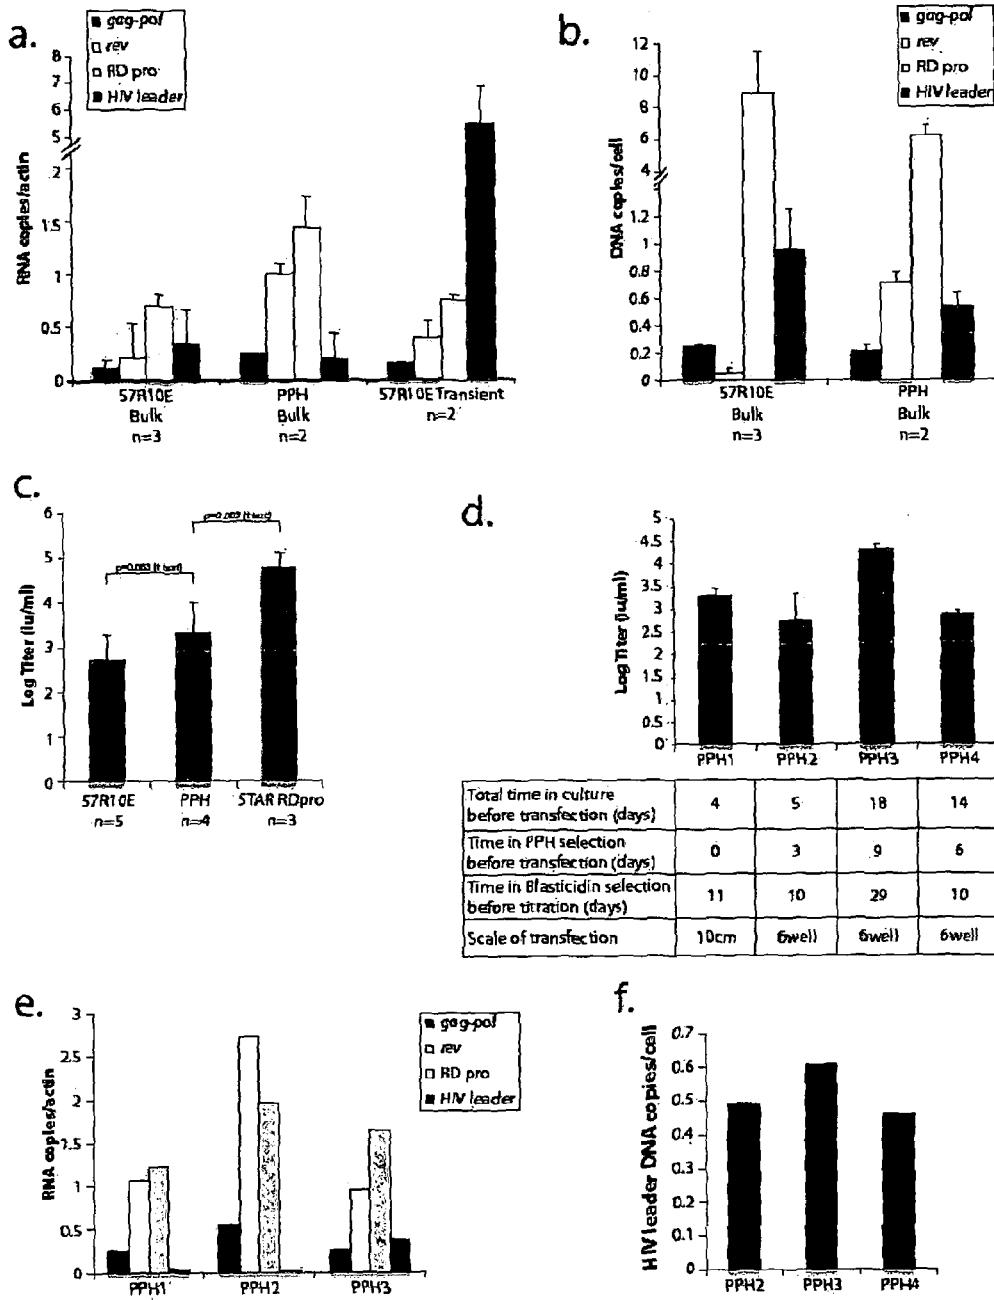 a.
gag-pol
rev
RD pro
HIV leader
RNA copies/actin
8
7
6
5
2
1.5
1
0.5
0
57R10E
Bulk
n=3
PPH
Bulk
n=2
57R10E Transient
n=2
b.
gag-pol
rev
RD pro
HIV leader
DNA copies/cell
12
10
8
6
4
1.2
1
0.8
0.6
0.4
0.2
0
57R10E
Bulk
n=3
PPH
Bulk
n=2
c.
Log Titer (iu/ml)
6
5
4
3
2
1
0
(t test)
(t test)
57R10E
n=5
PPH
n=4
STAR RDpro
n=3
d.
Log Titer (iu/ml)
5
4.5
4
3.5
3
2.5
2
1.5
1
0.5
0
PPH1 PPH2 PPH3 PPH4
Total time in culture before transfection (days) 4 5 18 14
Time in PPH selection before transfection (days) 0 3 9 6
Time in Blasticidin selection before titration (days) 11 10 29 10
Scale of transfection 10cm 6well 6well 6well
e.
gag-pol
rev
RD pro
HIV leader
RNA copies/actin
3
2.5
2
1.5
1
0.5
0
PPH1 PPH2 PPH3
f.
HIV leader DNA copies/cell
0.7
0.6
0.5
0.4
0.3
0.2
0.1
0
PPH2 PPH3 PPH4